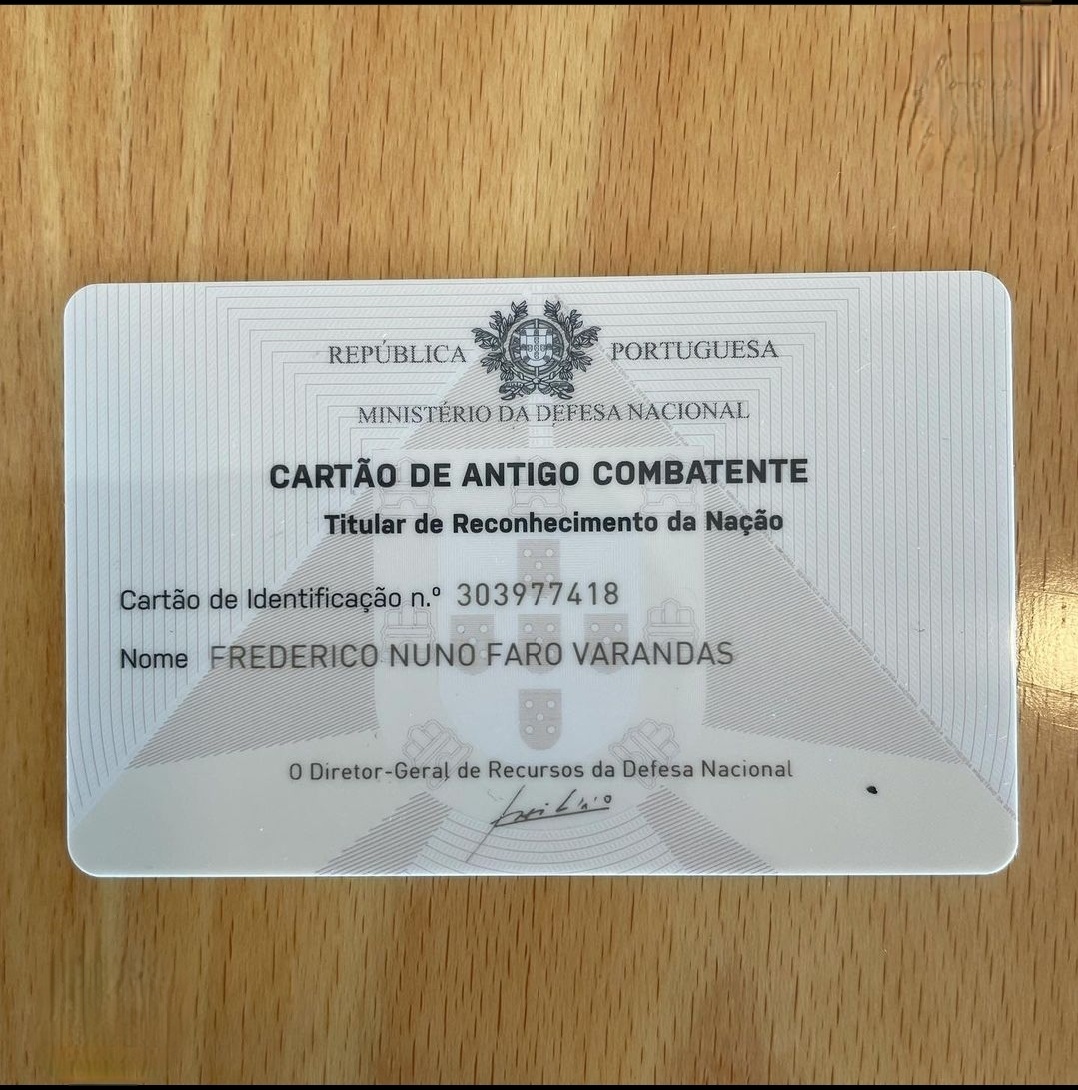 REPÚBLICA PORTUGUESA
MINISTÉRIO DA DEFESA NACIONAL
CARTÃO DE ANTIGO COMBATENTE
Titular de Reconhecimento da Nação
Cartão de Identificação n.º 303977418
Nome FREDERICO NUNO FARO VARANDAS
O Diretor-Geral de Recursos da Defesa Nacional